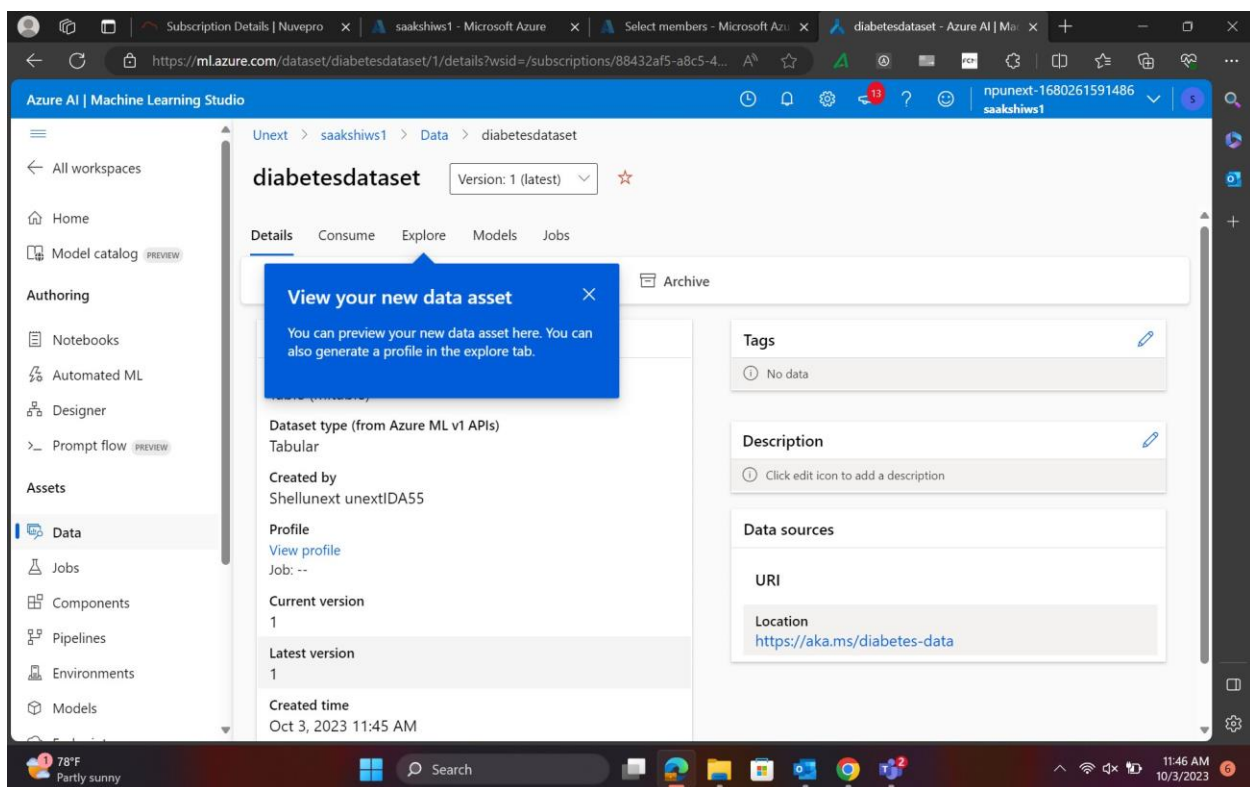 Subscription Details | Nuvepro
saakshiws1 - Microsoft Azure
Select members - Microsoft Azu
diabetesdataset - Azure AI | Ma
https://ml.azure.com/dataset/diabetesdataset/1/details?wsid=/subscriptions/88432af5-a8c5-4...
Azure AI | Machine Learning Studio
13
npunext-1680261591486
saakshiws1
S
All workspaces
Home
Model catalog PREVIEW
Authoring
Notebooks
Automated ML
Designer
Prompt flow PREVIEW
Assets
Data
Jobs
Components
Pipelines
Environments
Models
Unext > saakshiws1 > Data > diabetesdataset
diabetesdataset
Version: 1 (latest)
Details Consume Explore Models Jobs
Archive
View your new data asset
You can preview your new data asset here. You can
also generate a profile in the explore tab.
Dataset type (from Azure ML v1 APIs)
Tabular
Created by
Shellunext unextIDA55
Profile
View profile
Job: --
Current version
1
Latest version
1
Created time
Oct 3, 2023 11:45 AM
Tags
No data
Description
Click edit icon to add a description
Data sources
URI
Location
https://aka.ms/diabetes-data
1
78°F
Partly sunny
Search
2
11:46 AM
10/3/2023
6